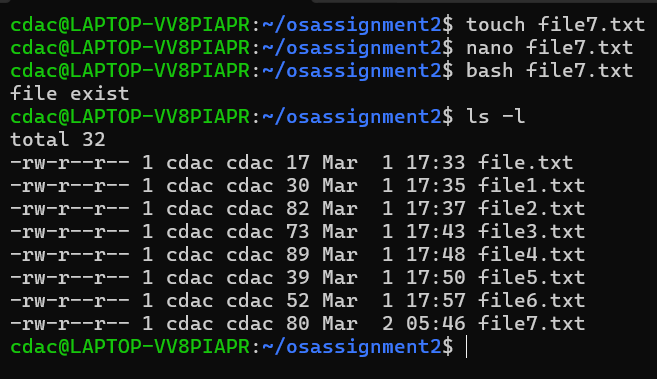 cdac@LAPTOP-VV8PIAPR:~/osassignment2$ touch file7.txt
cdac@LAPTOP-VV8PIAPR:~/osassignment2$ nano file7.txt
cdac@LAPTOP-VV8PIAPR:~/osassignment2$ bash file7.txt
file exist
cdac@LAPTOP-VV8PIAPR:~/osassignment2$ ls -l
total 32
-rw-r--r-- 1 cdac cdac 17 Mar  1 17:33 file.txt
-rw-r--r-- 1 cdac cdac 30 Mar  1 17:35 file1.txt
-rw-r--r-- 1 cdac cdac 82 Mar  1 17:37 file2.txt
-rw-r--r-- 1 cdac cdac 73 Mar  1 17:43 file3.txt
-rw-r--r-- 1 cdac cdac 89 Mar  1 17:48 file4.txt
-rw-r--r-- 1 cdac cdac 39 Mar  1 17:50 file5.txt
-rw-r--r-- 1 cdac cdac 52 Mar  1 17:57 file6.txt
-rw-r--r-- 1 cdac cdac 80 Mar  2 05:46 file7.txt
cdac@LAPTOP-VV8PIAPR:~/osassignment2$